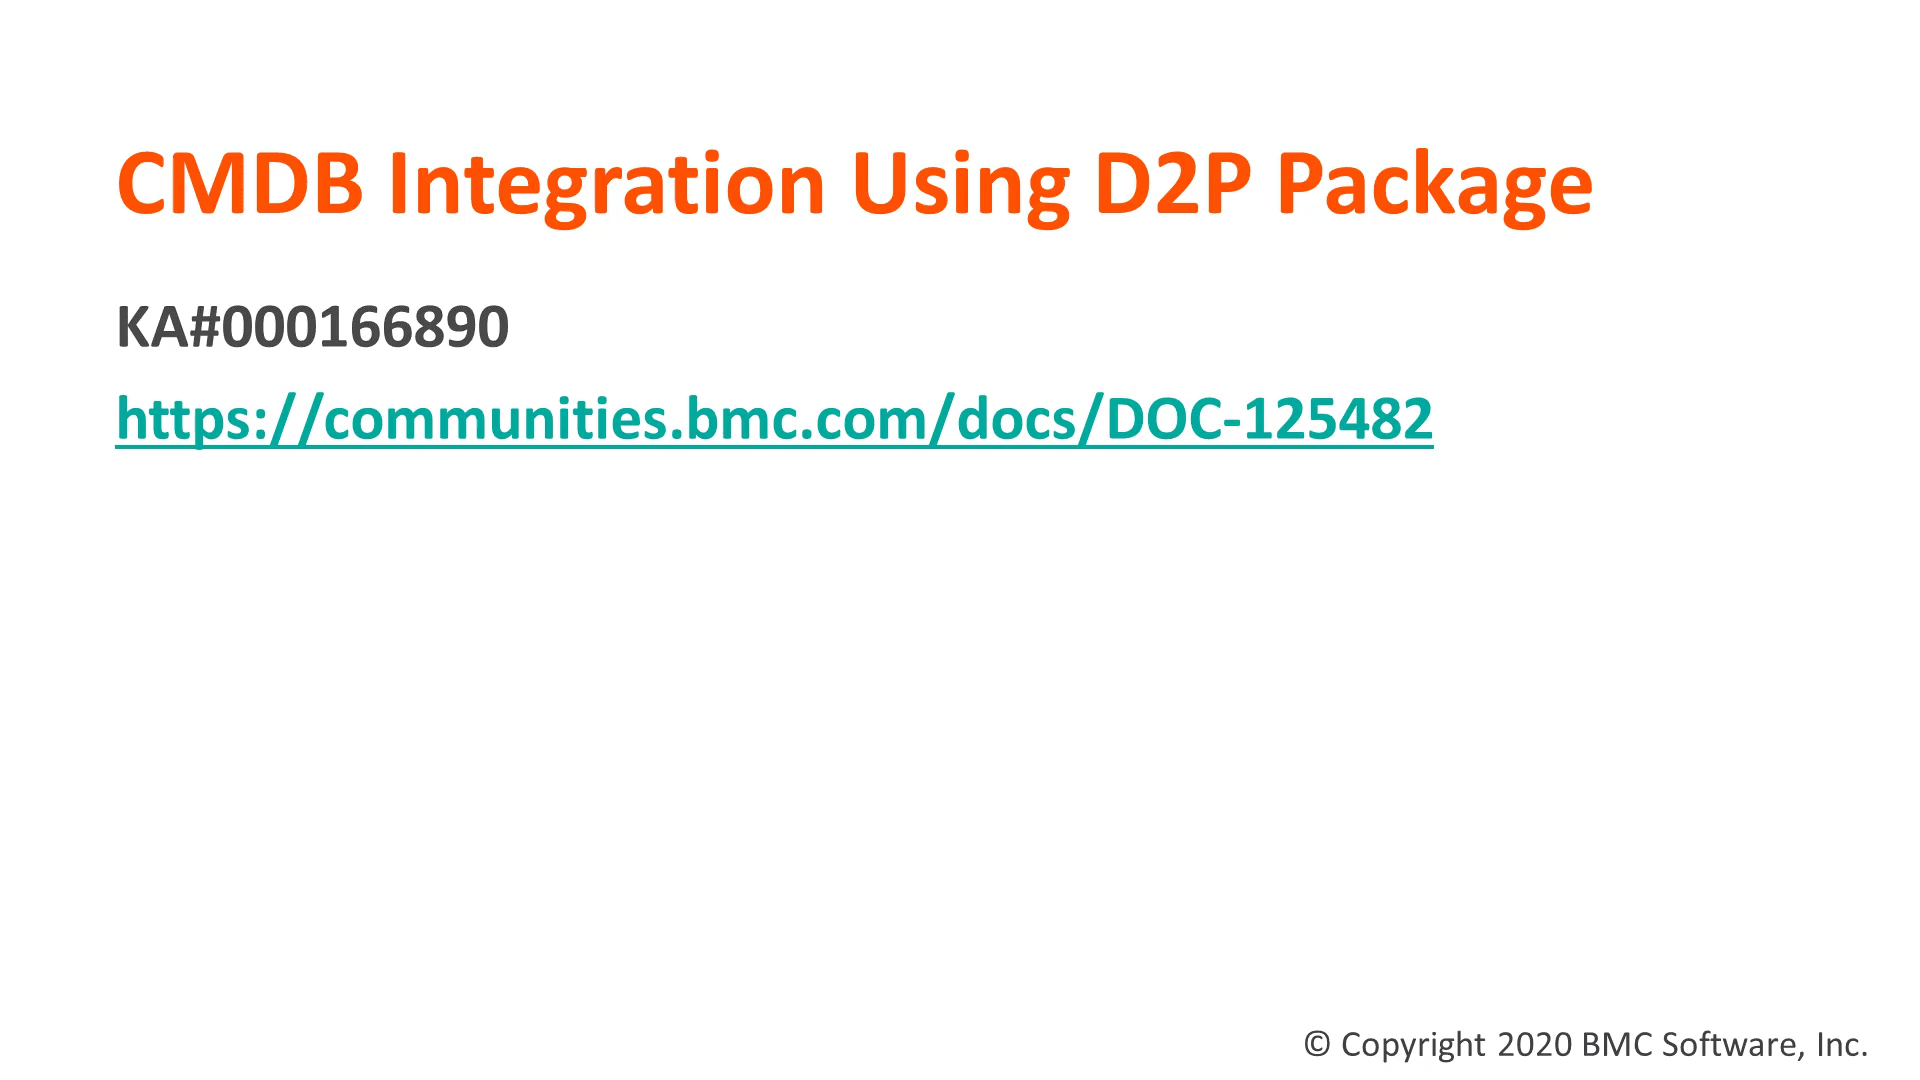 CMDB Integration Using D2P Package
KA#000166890
https://communities.bmc.com/docs/DOC-125482
© Copyright 2020 BMC Software, Inc.